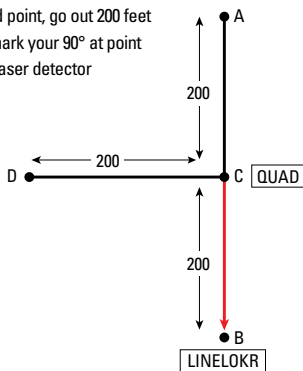 d point, go out 200 feet
ark your 90° at point
aser detector
A
200
200
D
C
QUAD
200
B
LINELOKR